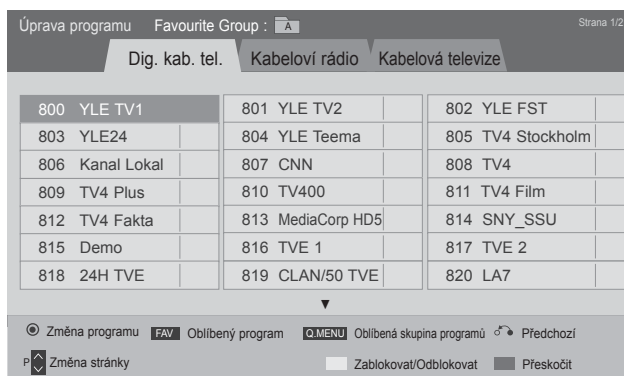 Úprava programu Favourite Group : A Strana 1/2
Dig. kab. tel. Kabeloví rádio Kabelová televize
800 YLE TV1 801 YLE TV2 802 YLE FST
803 YLE24 804 YLE Teema 805 TV4 Stockholm
806 Kanal Lokal 807 CNN 808 TV4
809 TV4 Plus 810 TV400 811 TV4 Film
812 TV4 Fakta 813 MediaCorp HD5 814 SNY_SSU
815 Demo 816 TVE 1 817 TVE 2
818 24H TVE 819 CLAN/50 TVE 820 LA7
Změna programu FAV Oblíbený program Q.MENU Oblíbená skupina programů Předchozí
P Změna stránky Zablokovat/Odblokovat Přeskočit